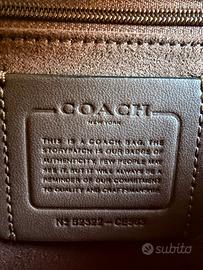 COACH
NEW YORK
THIS IS A COACH BAG. THE
STORYPATCH IS OUR BADGE OF
AUTHENTICITY. FEW PEOPLE MAY
SEE IT, BUT IT WILL ALWAYS BE A
REMINDER OF OUR COMMITMENT
TO QUALITY AND CRAFTMANSHIP.
subito